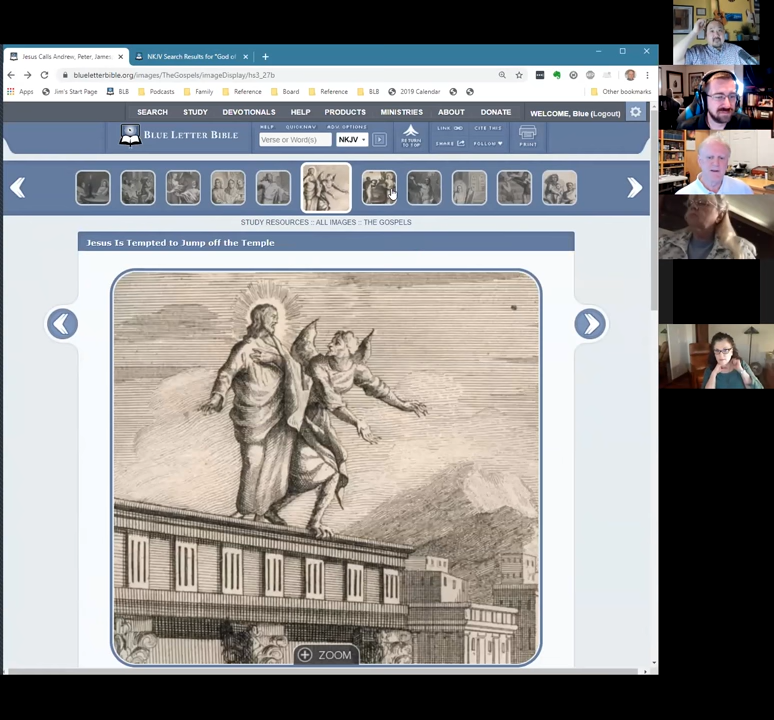 Jesus Calls Andrew, Peter, James
NKJV Search Results for "God of
blueletterbible.org/images/TheGospels/imageDisplay/hs3_27b
Apps Jim's Start Page BLB Podcasts Family Reference Board Reference BLB 2019 Calendar Other bookmarks
SEARCH STUDY DEVOTIONALS HELP PRODUCTS MINISTRIES ABOUT DONATE WELCOME, Blue (Logout)
HELP QUICKNAV ADV. OPTIONS
BLUE LETTER BIBLE Verse or Word(s) NKJV
RETURN TO TOP
LINK CITE THIS
SHARE FOLLOW
PRINT
STUDY RESOURCES :: ALL IMAGES :: THE GOSPELS
Jesus Is Tempted to Jump off the Temple
ZOOM